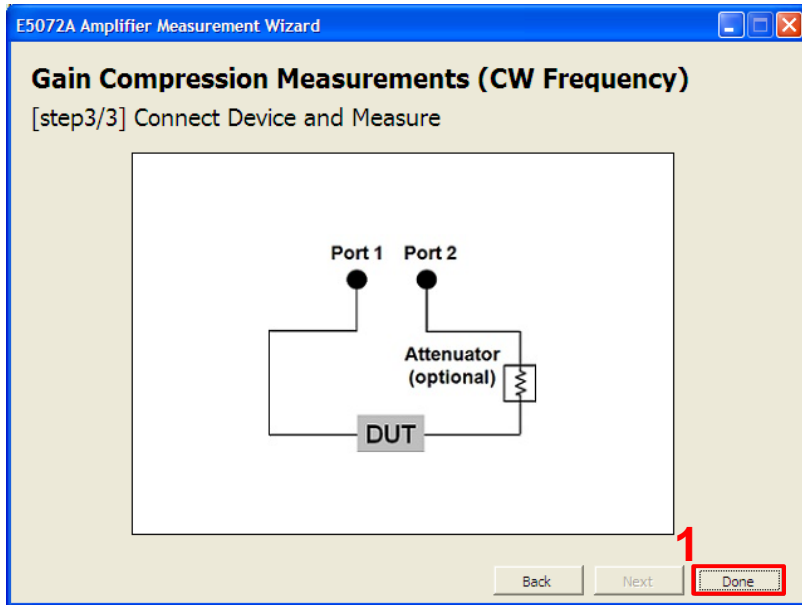 E5072A Amplifier Measurement Wizard
Gain Compression Measurements (CW Frequency)
[step3/3] Connect Device and Measure
Port 1 Port 2
Attenuator
(optional)
DUT
1
Back Next Done